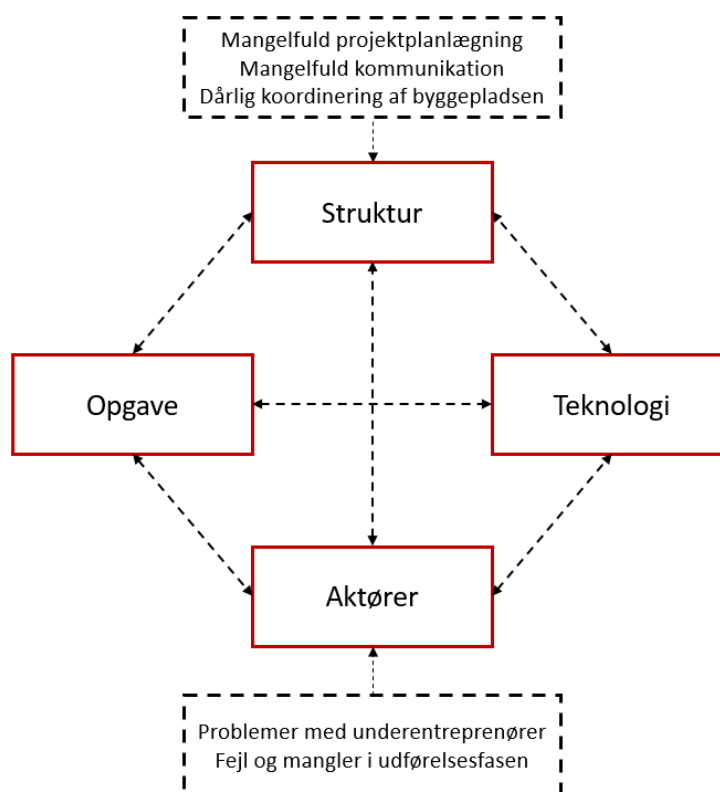 Mangelfuld projektplanlægning
Mangelfuld kommunikation
Dårlig koordinering af byggepladsen
Struktur
Opgave
Teknologi
Aktører
Problemer med underentreprenører
Fejl og mangler i udførelsesfasen